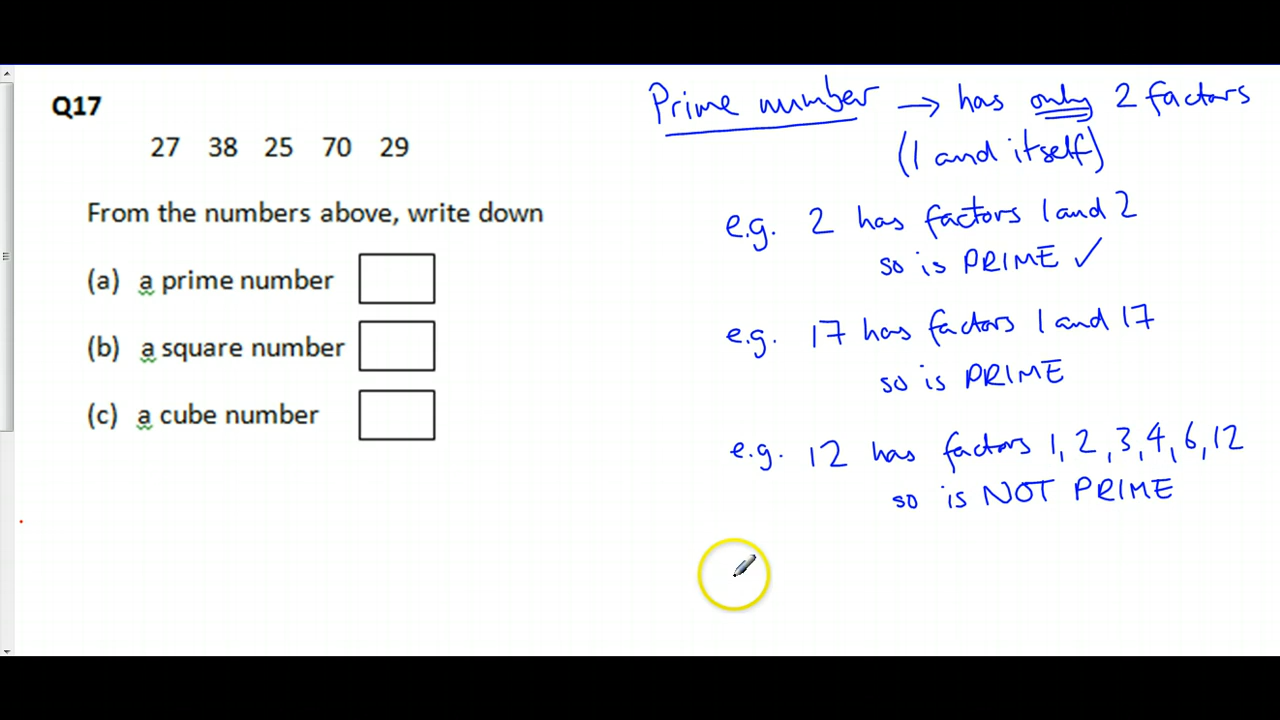 Q17
27 38 25 70 29
From the numbers above, write down
(a) a prime number
(b) a square number
(c) a cube number
Prime number → has only 2 factors
(1 and itself)
e.g. 2 has factors 1 and 2
so is PRIME ✓
e.g. 17 has factors 1 and 17
so is PRIME
e.g. 12 has factors 1, 2, 3, 4, 6, 12
so is NOT PRIME